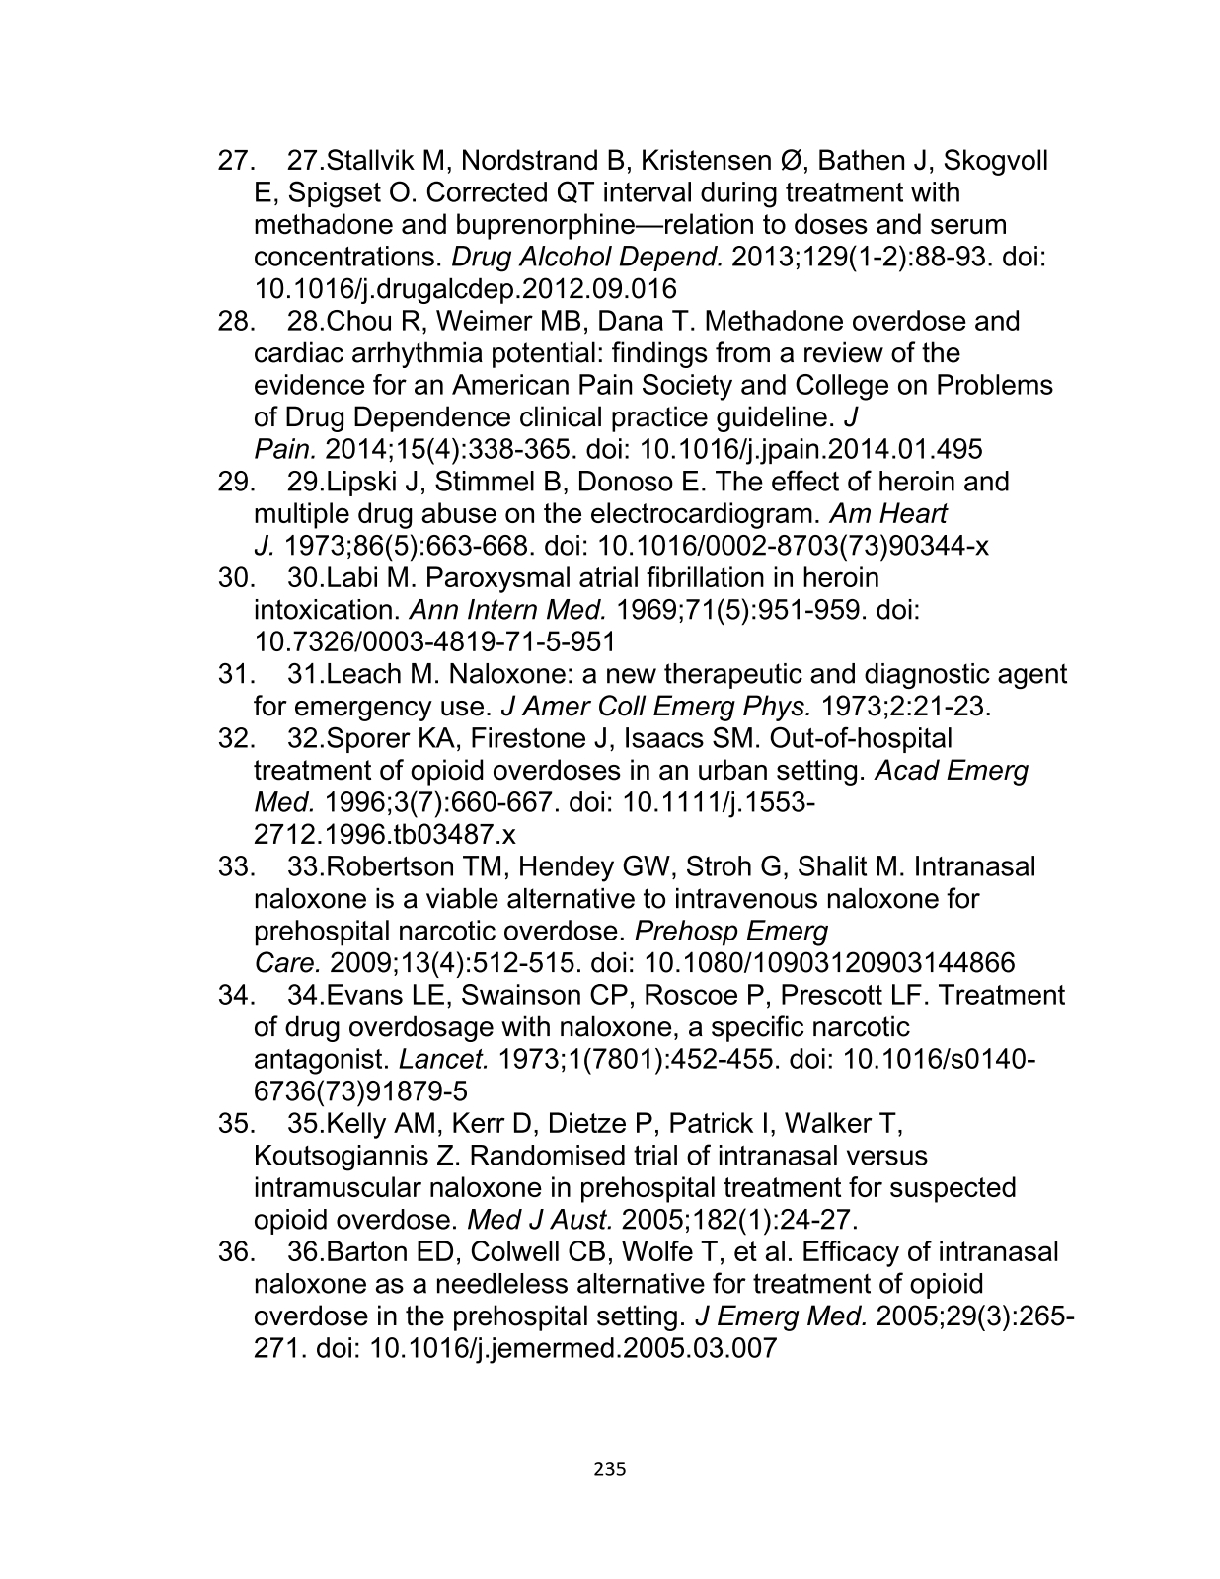 27. 27.Stallvik M, Nordstrand B, Kristensen Ø, Bathen J, Skogvoll
E, Spigset O. Corrected QT interval during treatment with
methadone and buprenorphine—relation to doses and serum
concentrations. Drug Alcohol Depend. 2013;129(1-2):88-93. doi:
10.1016/j.drugalcdep.2012.09.016
28. 28.Chou R, Weimer MB, Dana T. Methadone overdose and
cardiac arrhythmia potential: findings from a review of the
evidence for an American Pain Society and College on Problems
of Drug Dependence clinical practice guideline. J
Pain. 2014;15(4):338-365. doi: 10.1016/j.jpain.2014.01.495
29. 29.Lipski J, Stimmel B, Donoso E. The effect of heroin and
multiple drug abuse on the electrocardiogram. Am Heart
J. 1973;86(5):663-668. doi: 10.1016/0002-8703(73)90344-x
30. 30.Labi M. Paroxysmal atrial fibrillation in heroin
intoxication. Ann Intern Med. 1969;71(5):951-959. doi:
10.7326/0003-4819-71-5-951
31. 31.Leach M. Naloxone: a new therapeutic and diagnostic agent
for emergency use. J Amer Coll Emerg Phys. 1973;2:21-23.
32. 32.Sporer KA, Firestone J, Isaacs SM. Out-of-hospital
treatment of opioid overdoses in an urban setting. Acad Emerg
Med. 1996;3(7):660-667. doi: 10.1111/j.1553-
2712.1996.tb03487.x
33. 33.Robertson TM, Hendey GW, Stroh G, Shalit M. Intranasal
naloxone is a viable alternative to intravenous naloxone for
prehospital narcotic overdose. Prehosp Emerg
Care. 2009;13(4):512-515. doi: 10.1080/10903120903144866
34. 34.Evans LE, Swainson CP, Roscoe P, Prescott LF. Treatment
of drug overdosage with naloxone, a specific narcotic
antagonist. Lancet. 1973;1(7801):452-455. doi: 10.1016/s0140-
6736(73)91879-5
35. 35.Kelly AM, Kerr D, Dietze P, Patrick I, Walker T,
Koutsogiannis Z. Randomised trial of intranasal versus
intramuscular naloxone in prehospital treatment for suspected
opioid overdose. Med J Aust. 2005;182(1):24-27.
36. 36.Barton ED, Colwell CB, Wolfe T, et al. Efficacy of intranasal
naloxone as a needleless alternative for treatment of opioid
overdose in the prehospital setting. J Emerg Med. 2005;29(3):265-
271. doi: 10.1016/j.jemermed.2005.03.007
235